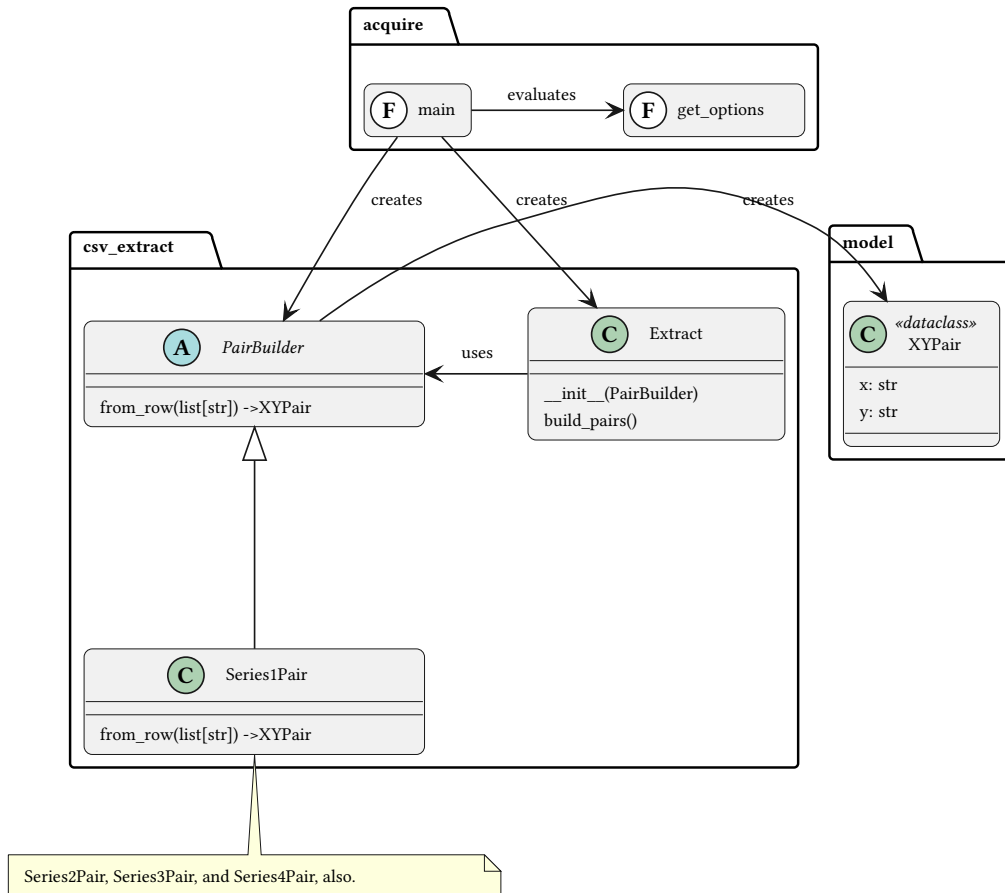 acquire
F main
evaluates
F get_options
creates
creates
creates
csv_extract
model
A PairBuilder
from_row(list[str]) ->XYPair
uses
C Extract
__init__(PairBuilder)
build_pairs()
C «dataclass»
XYPair
x: str
y: str
C Series1Pair
from_row(list[str]) ->XYPair
Series2Pair, Series3Pair, and Series4Pair, also.